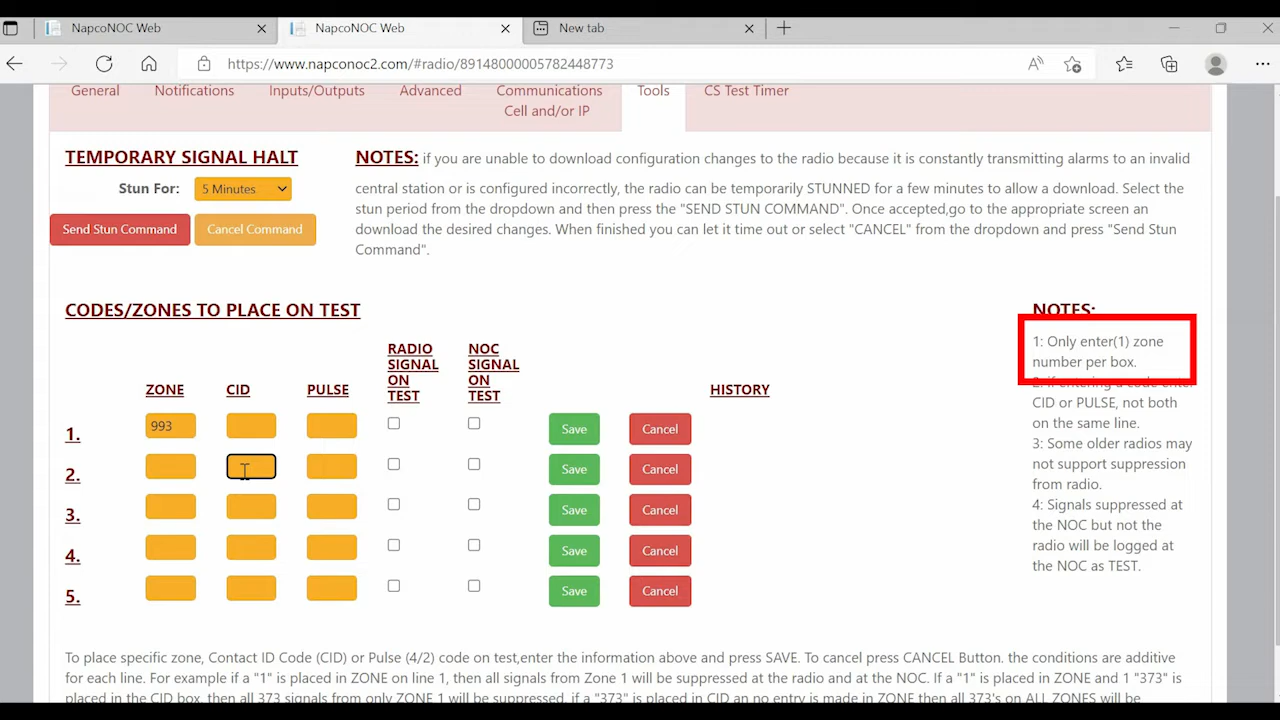 NapcoNOC Web
NapcoNOC Web
New tab
https://www.napconoc2.com/#radio/89148000005782448773
General
Notifications
Inputs/Outputs
Advanced
Communications
Cell and/or IP
Tools
CS Test Timer
TEMPORARY SIGNAL HALT
Stun For:
5 Minutes
Send Stun Command
Cancel Command
NOTES: if you are unable to download configuration changes to the radio because it is constantly transmitting alarms to an invalid
central station or is configured incorrectly, the radio can be temporarily STUNNED for a few minutes to allow a download. Select the
stun period from the dropdown and then press the "SEND STUN COMMAND". Once accepted,go to the appropriate screen an
download the desired changes. When finished you can let it time out or select "CANCEL" from the dropdown and press "Send Stun
Command".
CODES/ZONES TO PLACE ON TEST
ZONE
CID
PULSE
RADIO
SIGNAL
ON
TEST
NOC
SIGNAL
ON
TEST
HISTORY
1.
993
Save
Cancel
2.
Save
Cancel
3.
Save
Cancel
4.
Save
Cancel
5.
Save
Cancel
NOTES:
1: Only enter(1) zone
number per box.
2: if entering a code enter
CID or PULSE, not both
on the same line.
3: Some older radios may
not support suppression
from radio.
4: Signals suppressed at
the NOC but not the
radio will be logged at
the NOC as TEST.
To place specific zone, Contact ID Code (CID) or Pulse (4/2) code on test,enter the information above and press SAVE. To cancel press CANCEL Button. the conditions are additive
for each line. For example if a "1" is placed in ZONE on line 1, then all signals from Zone 1 will be suppressed at the radio and at the NOC. If a "1" is placed in ZONE and 1 "373" is
placed in the CID box, then all 373 signals from only ZONE 1 will be suppressed. if a "373" is placed in CID an no entry is made in ZONE then all 373's on ALL ZONES will be